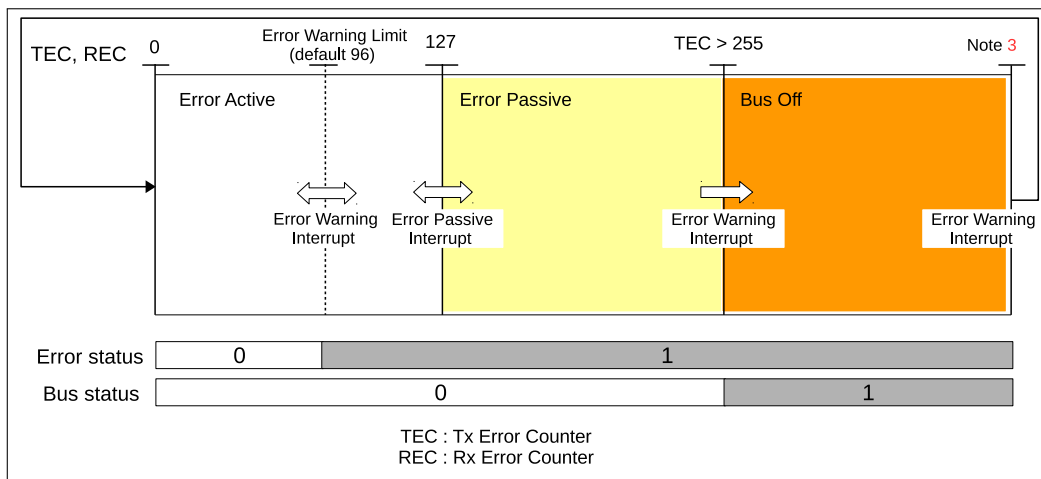 TEC, REC
0
Error Warning Limit
(default 96)
127
TEC > 255
Note 3
Error Active
Error Passive
Bus Off
Error Warning
Interrupt
Error Passive
Interrupt
Error Warning
Interrupt
Error Warning
Interrupt
Error status
0
1
Bus status
0
1
TEC : Tx Error Counter
REC : Rx Error Counter